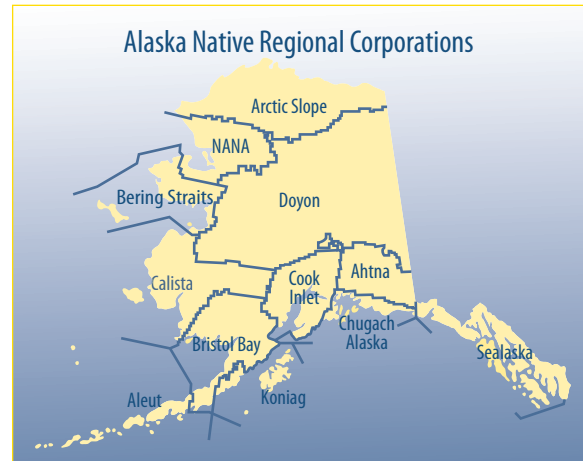 Alaska Native Regional Corporations
Arctic Slope
NANA
Bering Straits
Doyon
Calista
Cook
Inlet
Ahtna
Chugach
Alaska
Bristol Bay
Sealaska
Aleut
Koniag